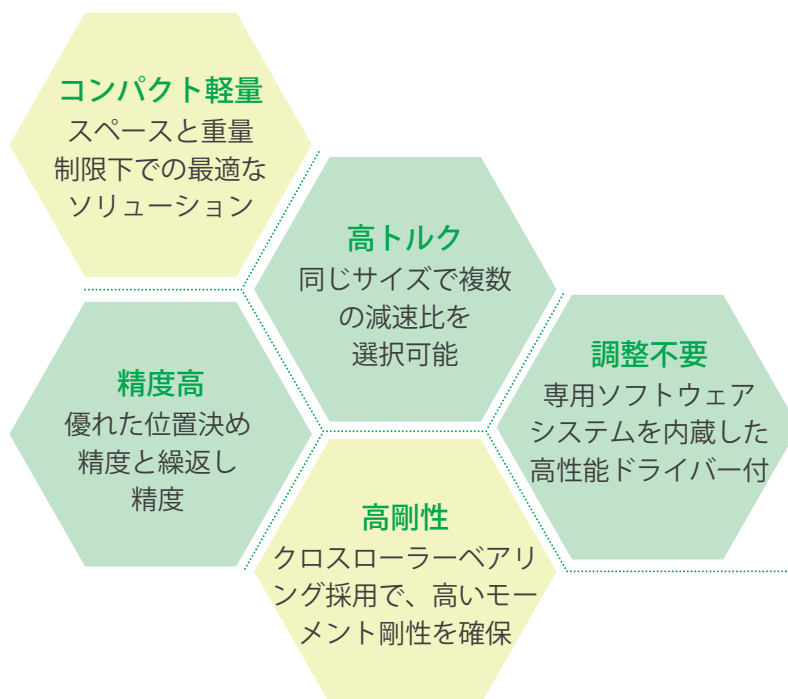 コンパクト軽量
スペースと重量
制限下での最適な
ソリューション
高トルク
同じサイズで複数
の減速比を
選択可能
調整不要
専用ソフトウェア
システムを内蔵した
高性能ドライバー付
精度高
優れた位置決め
精度と繰返し
精度
高剛性
クロスローラーベアリ
ング採用で、高いモー
メント剛性を確保